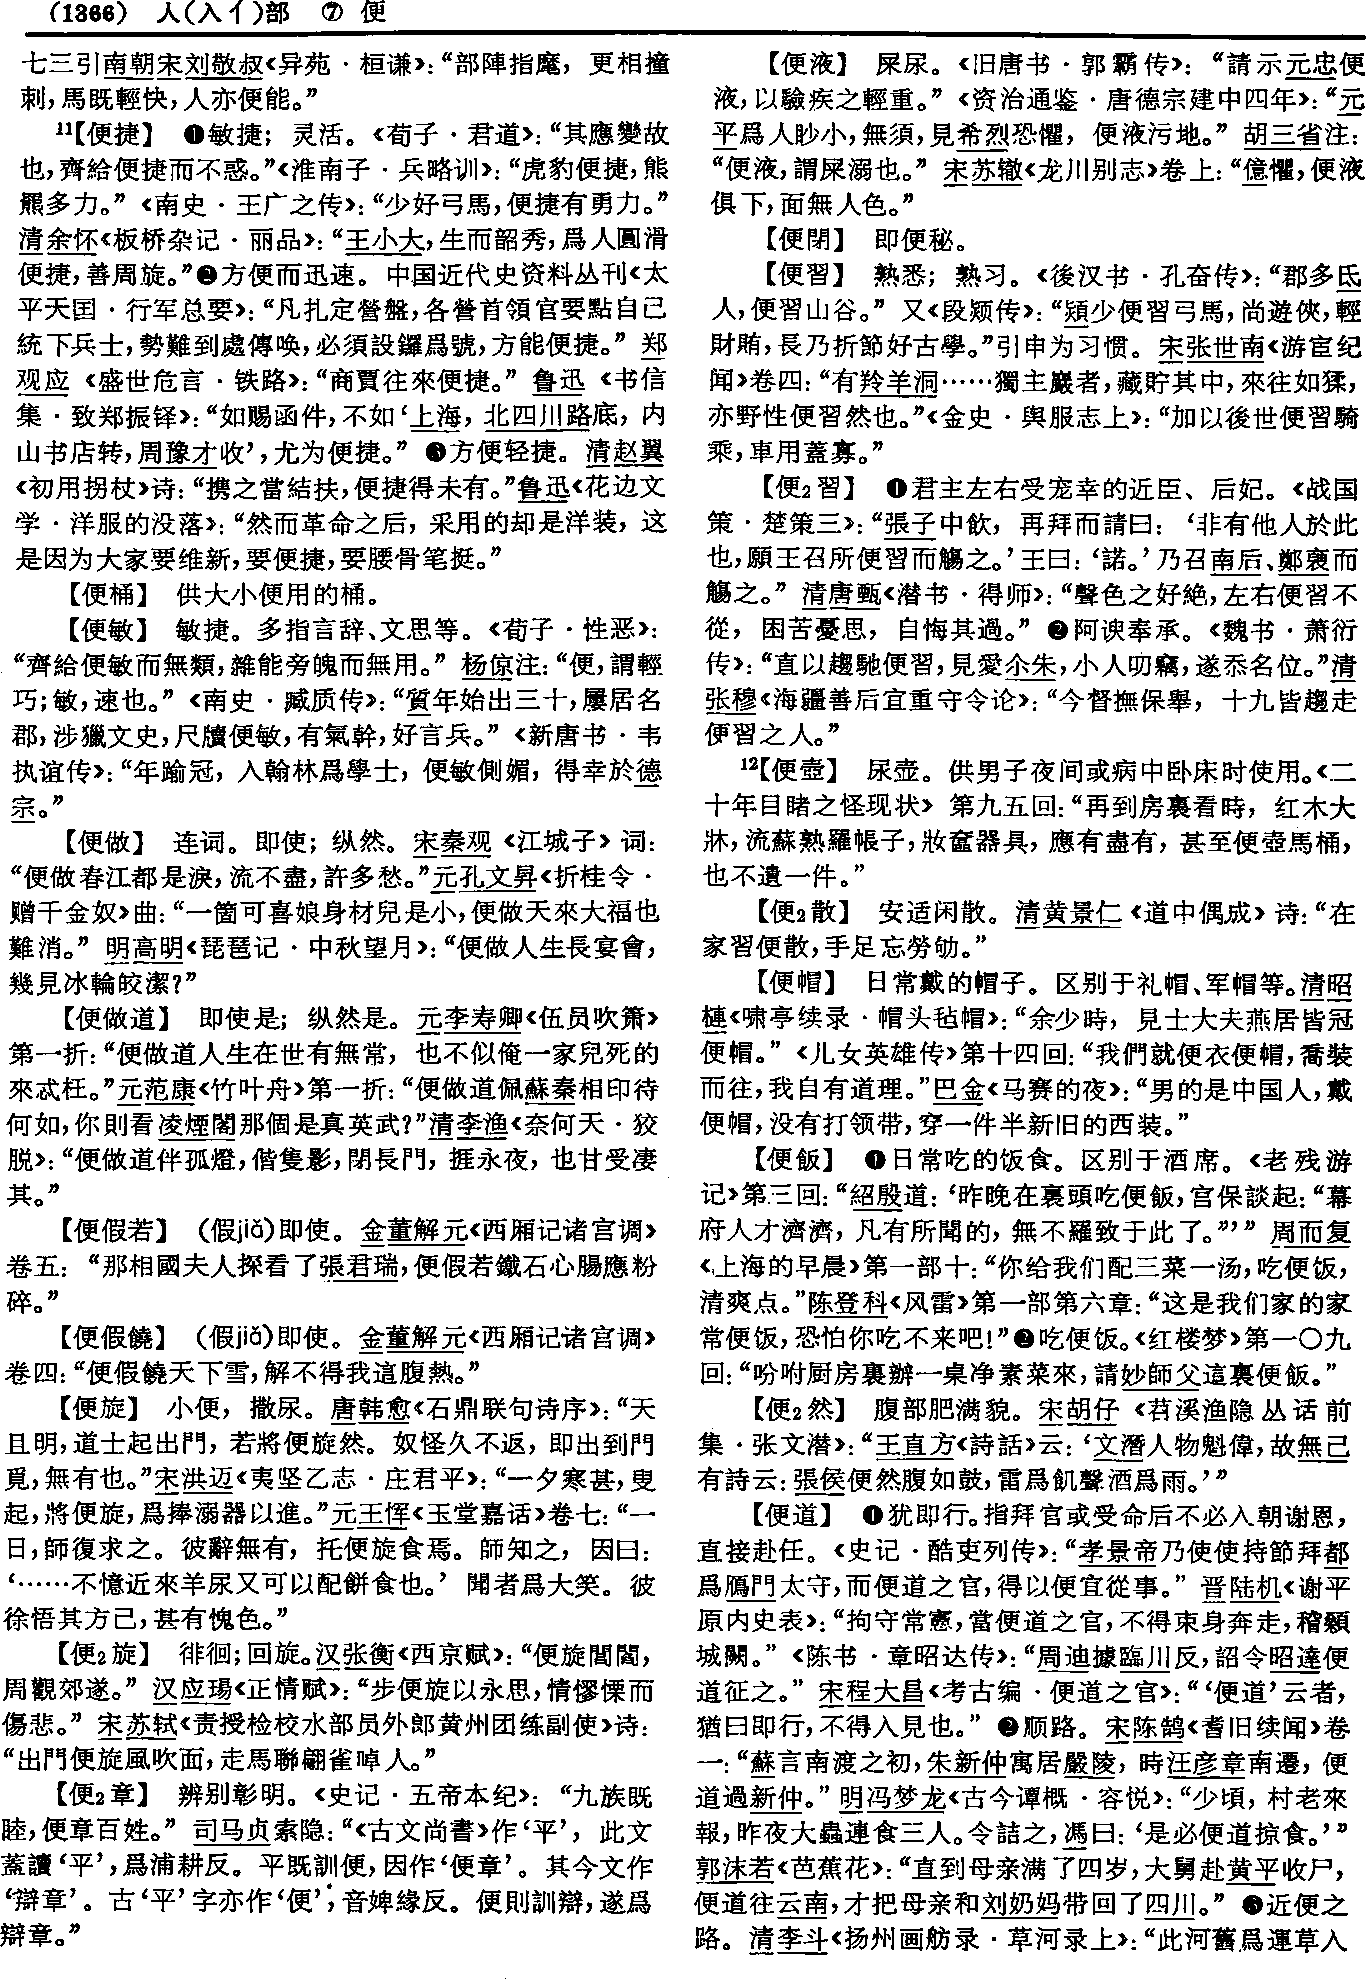 (1366) 人(入亻)部 ⑦ 便
七三引南朝宋刘敬叔《异苑·桓谦》：“部陣指麾，更相撞
刺，馬既輕快，人亦便能。”
¹¹【便捷】 ❶敏捷；灵活。《荀子·君道》：“其應變故
也，齊給便捷而不惑。”《淮南子·兵略训》：“虎豹便捷，熊
羆多力。”《南史·王广之传》：“少好弓馬，便捷有勇力。”
清余怀《板桥杂记·丽品》：“王小大，生而韶秀，爲人圓滑
便捷，善周旋。”❷方便而迅速。中国近代史资料丛刊《太
平天囯·行军总要》：“凡扎定營盤，各營首領官要點自己
統下兵士，勢難到處傳唤，必須設鑼爲號，方能便捷。”郑
观应《盛世危言·铁路》：“商賈往來便捷。”鲁迅《书信
集·致郑振铎》：“如赐函件，不如‘上海，北四川路底，内
山书店转，周豫才收’，尤为便捷。”❸方便轻捷。清赵翼
《初用拐杖》诗：“携之當結扶，便捷得未有。”鲁迅《花边文
学·洋服的没落》：“然而革命之后，采用的却是洋装，这
是因为大家要维新，要便捷，要腰骨笔挺。”
【便桶】 供大小便用的桶。
【便敏】 敏捷。多指言辞、文思等。《荀子·性恶》：
“齊給便敏而無類，雜能旁魄而無用。”杨倞注：“便，謂輕
巧；敏，速也。”《南史·臧质传》：“質年始出三十，屢居名
郡，涉獵文史，尺牘便敏，有氣幹，好言兵。”《新唐书·韦
执谊传》：“年踰冠，入翰林爲學士，便敏側媚，得幸於德
宗。”
【便做】 连词。即使；纵然。宋秦观《江城子》词：
“便做春江都是淚，流不盡，許多愁。”元孔文昇《折桂令·
赠千金奴》曲：“一箇可喜娘身材兒是小，便做天來大福也
難消。”明高明《琵琶记·中秋望月》：“便做人生長宴會，
幾見冰輪皎潔？”
【便做道】 即使是；纵然是。元李寿卿《伍员吹箫》
第一折：“便做道人生在世有無常，也不似俺一家兒死的
來忒枉。”元范康《竹叶舟》第一折：“便做道佩蘇秦相印待
何如，你則看凌煙閣那個是真英武？”清李渔《奈何天·狡
脱》：“便做道伴孤燈，偕隻影，閉長門，捱永夜，也甘受凄
其。”
【便假若】 （假jiǎ）即使。金董解元《西厢记诸宫调》
卷五：“那相國夫人探看了張君瑞，便假若鐵石心腸應粉
碎。”
【便假饒】 （假jiǎ）即使。金董解元《西厢记诸宫调》
卷四：“便假饒天下雪，解不得我這腹熱。”
【便旋】 小便，撒尿。唐韩愈《石鼎联句诗序》：“天
且明，道士起出門，若將便旋然。奴怪久不返，即出到門
覓，無有也。”宋洪迈《夷坚乙志·庄君平》：“一夕寒甚，叟
起，將便旋，爲捧溺器以進。”元王恽《玉堂嘉话》卷七：“一
日，師復求之。彼辭無有，托便旋食焉。師知之，因曰：
‘……不憶近來羊尿又可以配餅食也。’聞者爲大笑。彼
徐悟其方己，甚有愧色。”
【便₂旋】 徘徊；回旋。汉张衡《西京赋》：“便旋閭閻，
周觀郊遂。”汉应瑒《正情赋》：“步便旋以永思，情憀慄而
傷悲。”宋苏轼《责授检校水部员外郎黄州团练副使》诗：
“出門便旋風吹面，走馬聯翩雀啅人。”
【便₂章】 辨别彰明。《史记·五帝本纪》：“九族既
睦，便章百姓。”司马贞索隐：“《古文尚書》作‘平’，此文
蓋讀‘平’，爲浦耕反。平既訓便，因作‘便章’。其今文作
‘辯章’。古‘平’字亦作‘便’，音婢緣反。便則訓辯，遂爲
辯章。”
【便液】 屎尿。《旧唐书·郭霸传》：“請示元忠便
液，以驗疾之輕重。”《资治通鉴·唐德宗建中四年》：“元
平爲人眇小，無須，見希烈恐懼，便液污地。”胡三省注：
“便液，謂屎溺也。”宋苏辙《龙川别志》卷上：“億懼，便液
俱下，面無人色。”
【便閉】 即便秘。
【便習】 熟悉；熟习。《後汉书·孔奋传》：“郡多氐
人，便習山谷。”又《段颎传》：“熲少便習弓馬，尚遊俠，輕
財賄，長乃折節好古學。”引申为习惯。宋张世南《游宦纪
闻》卷四：“有羚羊洞……獨主巖者，藏貯其中，來往如猱，
亦野性便習然也。”《金史·舆服志上》：“加以後世便習騎
乘，車用蓋寡。”
【便₂習】 ❶君主左右受宠幸的近臣、后妃。《战国
策·楚策三》：“張子中飲，再拜而請曰：‘非有他人於此
也，願王召所便習而觴之。’王曰：‘諾。’乃召南后、鄭褏而
觴之。”清唐甄《潜书·得师》：“聲色之好絶，左右便習不
從，困苦憂思，自悔其過。”❷阿谀奉承。《魏书·萧衍
传》：“直以趨馳便習，見愛尒朱，小人叨竊，遂忝名位。”清
张穆《海疆善后宜重守令论》：“今督撫保舉，十九皆趨走
便習之人。”
¹²【便壺】 尿壶。供男子夜间或病中卧床时使用。《二
十年目睹之怪现状》第九五回：“再到房裏看時，红木大
牀，流蘇熟羅帳子，妝奩器具，應有盡有，甚至便壺馬桶，
也不遺一件。”
【便₂散】 安适闲散。清黄景仁《道中偶成》诗：“在
家習便散，手足忘勞劬。”
【便帽】 日常戴的帽子。区别于礼帽、军帽等。清昭
槤《啸亭续录·帽头毡帽》：“余少時，見士大夫燕居皆冠
便帽。”《儿女英雄传》第十四回：“我們就便衣便帽，喬裝
而往，我自有道理。”巴金《马赛的夜》：“男的是中国人，戴
便帽，没有打领带，穿一件半新旧的西装。”
【便飯】 ❶日常吃的饭食。区别于酒席。《老残游
记》第三回：“紹殷道：‘昨晚在裏頭吃便飯，宫保談起：“幕
府人才濟濟，凡有所聞的，無不羅致于此了。”’”周而复
《上海的早晨》第一部十：“你给我们配三菜一汤，吃便饭，
清爽点。”陈登科《风雷》第一部第六章：“这是我们家的家
常便饭，恐怕你吃不来吧！”❷吃便饭。《红楼梦》第一〇九
回：“吩咐厨房裏辦一桌净素菜來，請妙師父這裏便飯。”
【便₂然】 腹部肥满貌。宋胡仔《苕溪渔隐丛话前
集·张文潜》：“王直方《詩話》云：‘文潛人物魁偉，故無己
有詩云：張侯便然腹如鼓，雷爲飢聲酒爲雨。’”
【便道】 ❶犹即行。指拜官或受命后不必入朝谢恩，
直接赴任。《史记·酷吏列传》：“孝景帝乃使使持節拜都
爲鴈門太守，而便道之官，得以便宜從事。”晋陆机《谢平
原内史表》：“拘守常憲，當便道之官，不得束身奔走，稽顙
城闕。”《陈书·章昭达传》：“周迪據臨川反，詔令昭達便
道征之。”宋程大昌《考古编·便道之官》：“‘便道’云者，
猶曰即行，不得入見也。”❷顺路。宋陈鹄《耆旧续闻》卷
一：“蘇言南渡之初，朱新仲寓居嚴陵，時汪彦章南遷，便
道過新仲。”明冯梦龙《古今谭概·容悦》：“少頃，村老來
報，昨夜大蟲連食三人。令詰之，馮曰：‘是必便道掠食。’”
郭沫若《芭蕉花》：“直到母亲满了四岁，大舅赴黄平收尸，
便道往云南，才把母亲和刘奶妈带回了四川。”❸近便之
路。清李斗《扬州画舫录·草河录上》：“此河舊爲運草入